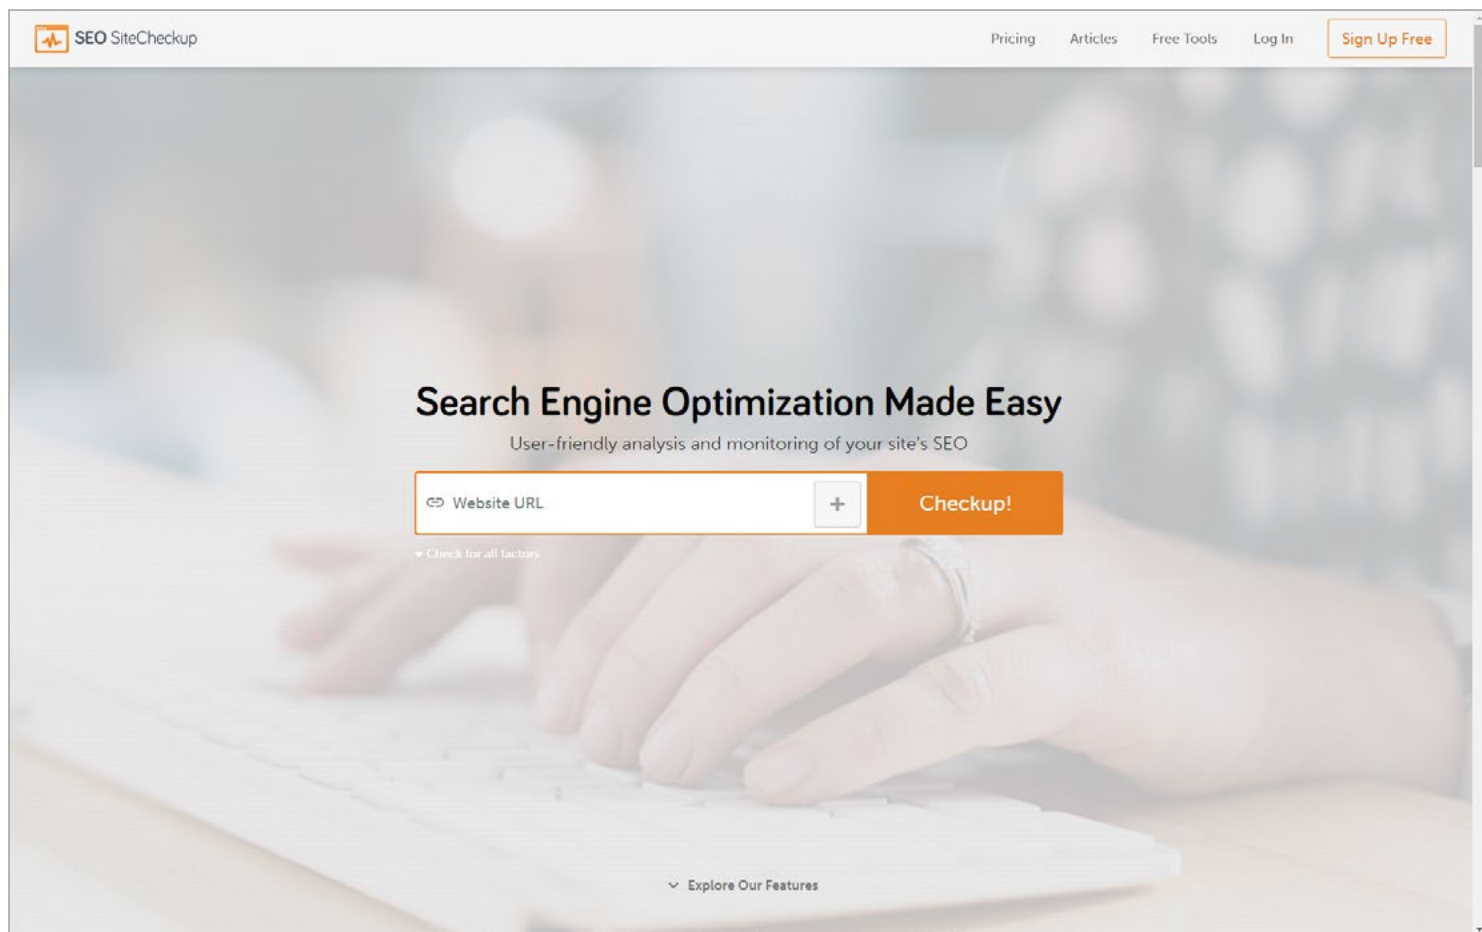 SEO SiteCheckup
Pricing Articles Free Tools Log In Sign Up Free
Search Engine Optimization Made Easy
User-friendly analysis and monitoring of your site's SEO
Website URL + Checkup!
Check for all factors
Explore Our Features